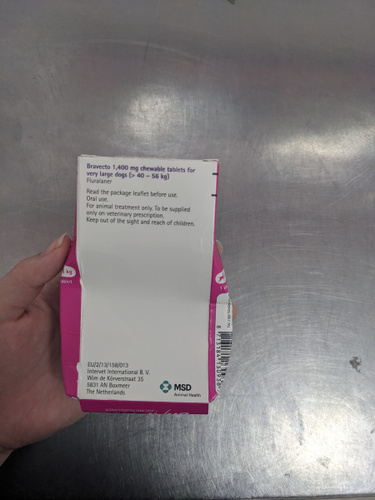 Bravecto 1,400 mg chewable tablets for
very large dogs (> 40 – 56 kg)
Fluralaner
Read the package leaflet before use.
Oral use.
For animal treatment only. To be supplied
only on veterinary prescription.
Keep out of the sight and reach of children.
kg
EU/2/13/158/013
Intervet International B. V.
Wim de Körverstraat 35
5831 AN Boxmeer
The Netherlands
MSD
Animal Health